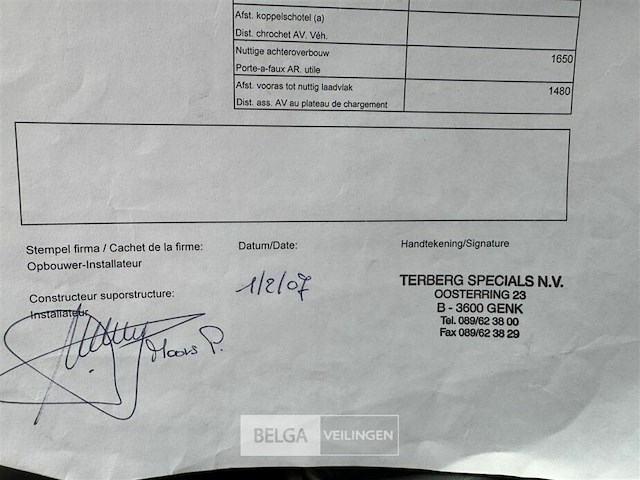 Afst. koppelschotel (a)
Dist. chrochet AV. Véh.
Nuttige achteroverbouw
Porte-a-faux AR. utile
1650
Afst. vooras tot nuttig laadvlak
Dist. ass. AV au plateau de chargement
1480
Stempel firma / Cachet de la firme:
Opbouwer-Installateur
Datum/Date:
Handtekening/Signature
Constructeur suporstructure:
Installateur
1/2/07
TERBERG SPECIALS N.V.
OOSTERRING 23
B - 3600 GENK
Tel. 089/62 38 00
Fax 089/62 38 29
Moors P.
BELGA VEILINGEN